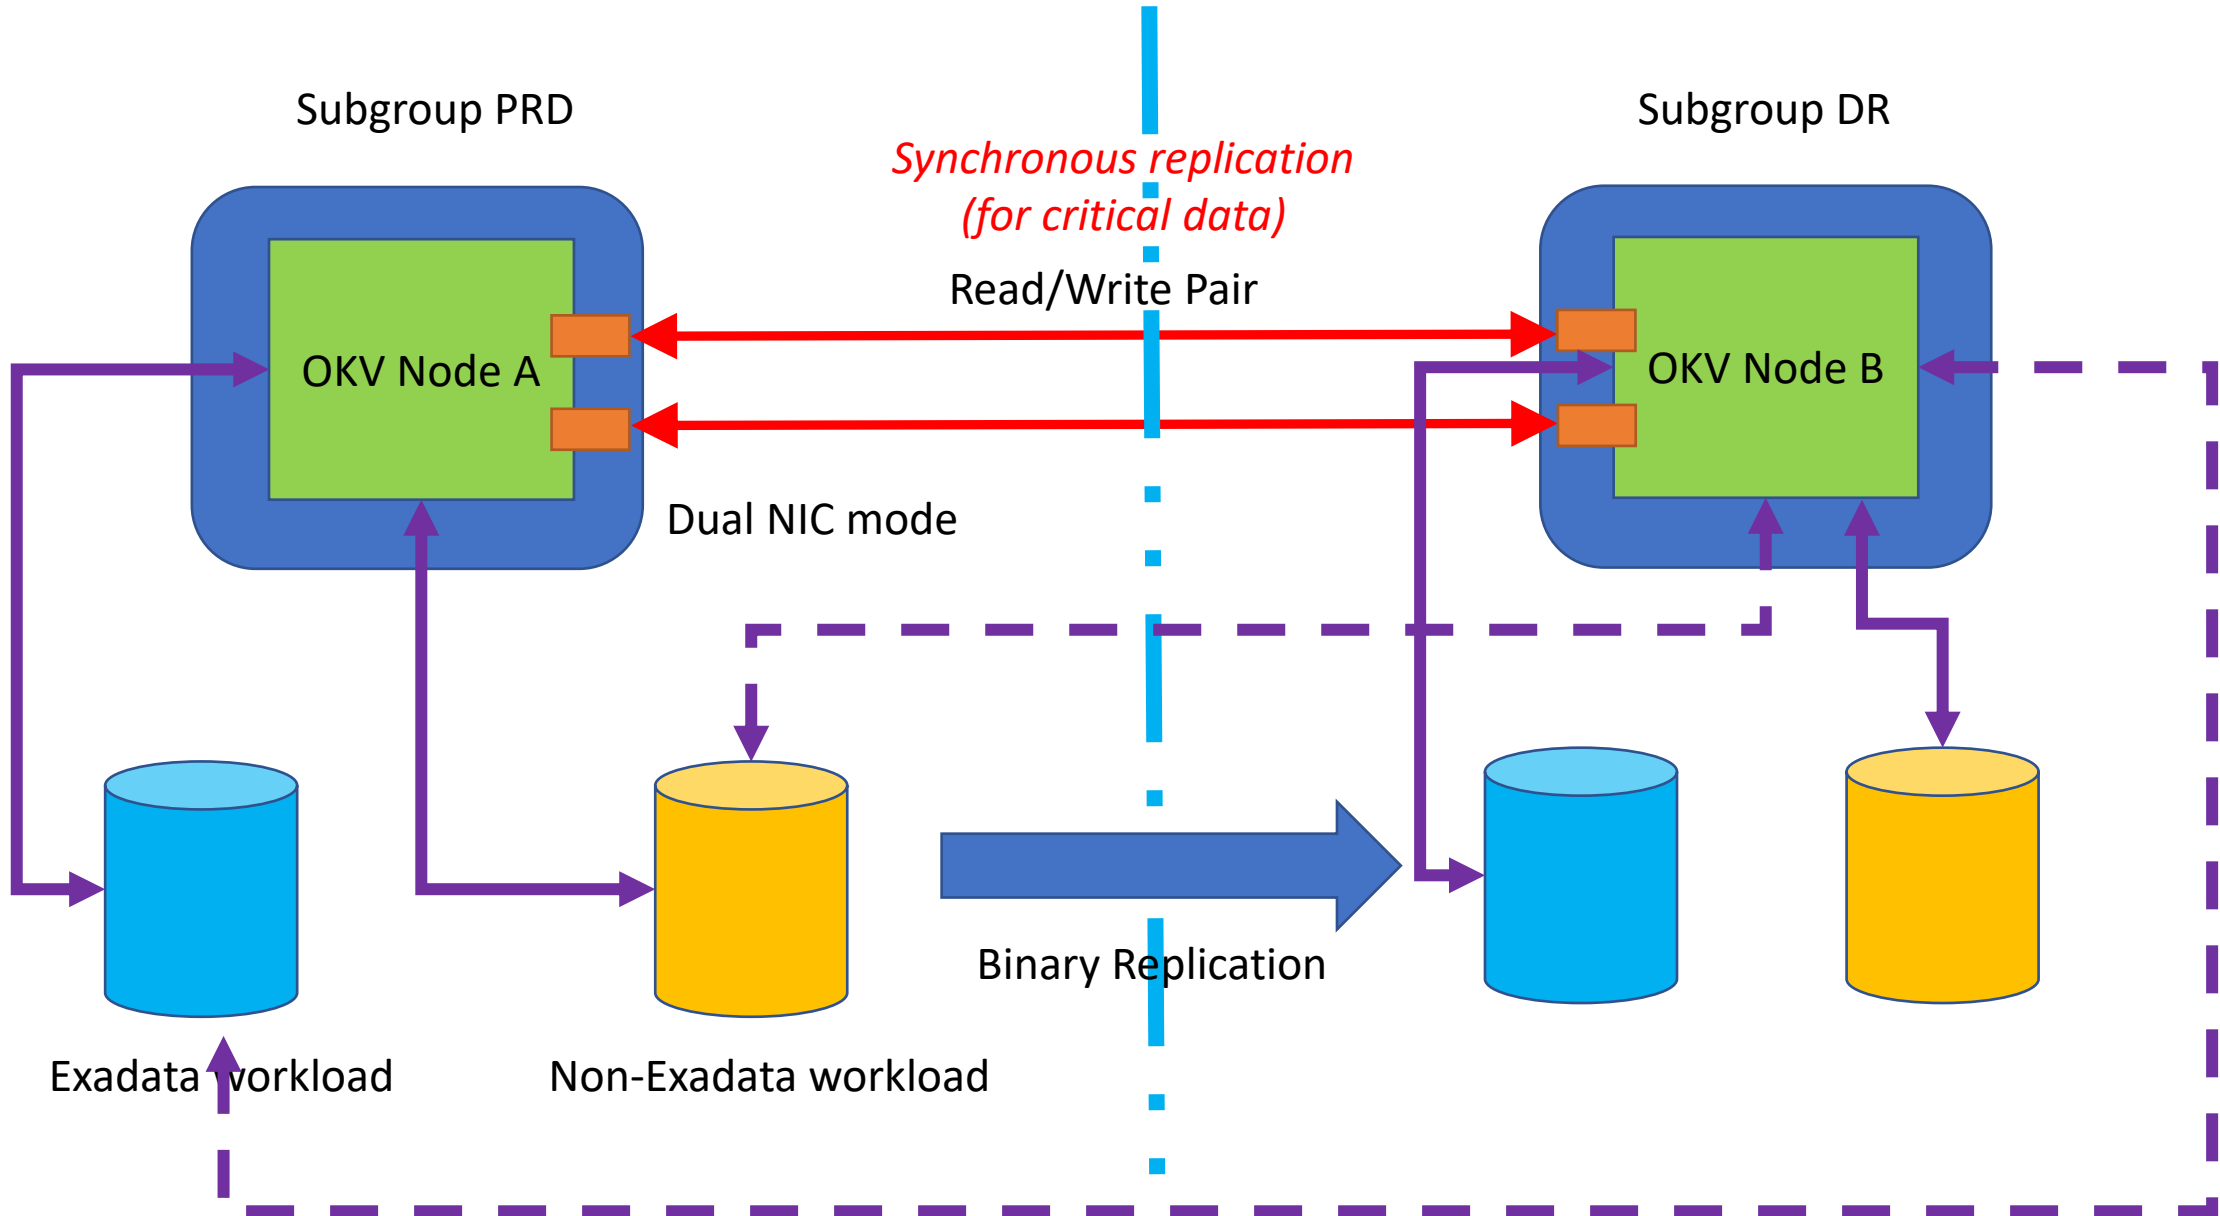 Subgroup PRD
Subgroup DR
Synchronous replication
(for critical data)
Read/Write Pair
OKV Node A
OKV Node B
Dual NIC mode
Binary Replication
Exadata workload
Non-Exadata workload